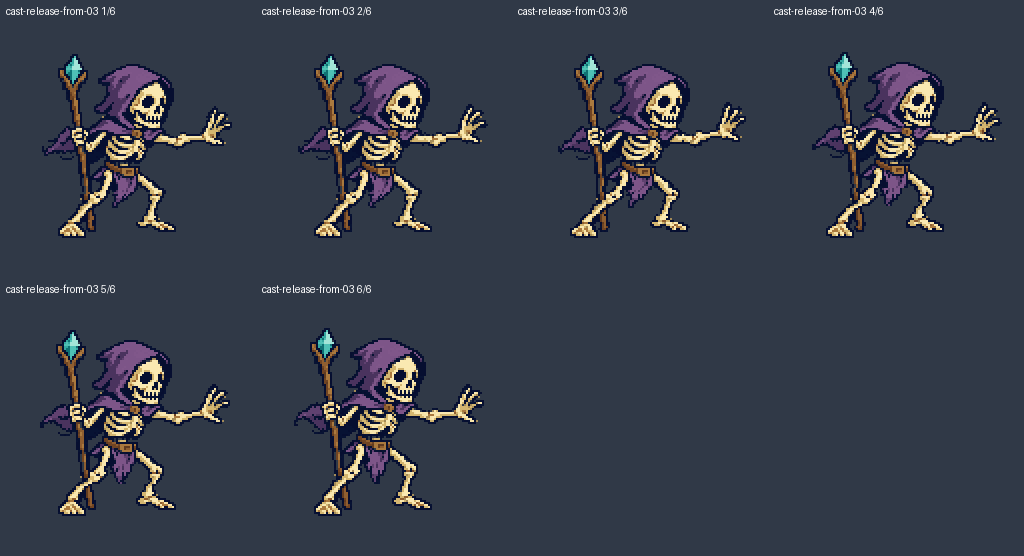 cast-release-from-03 1/6
cast-release-from-03 2/6
cast-release-from-03 3/6
cast-release-from-03 4/6
cast-release-from-03 5/6
cast-release-from-03 6/6